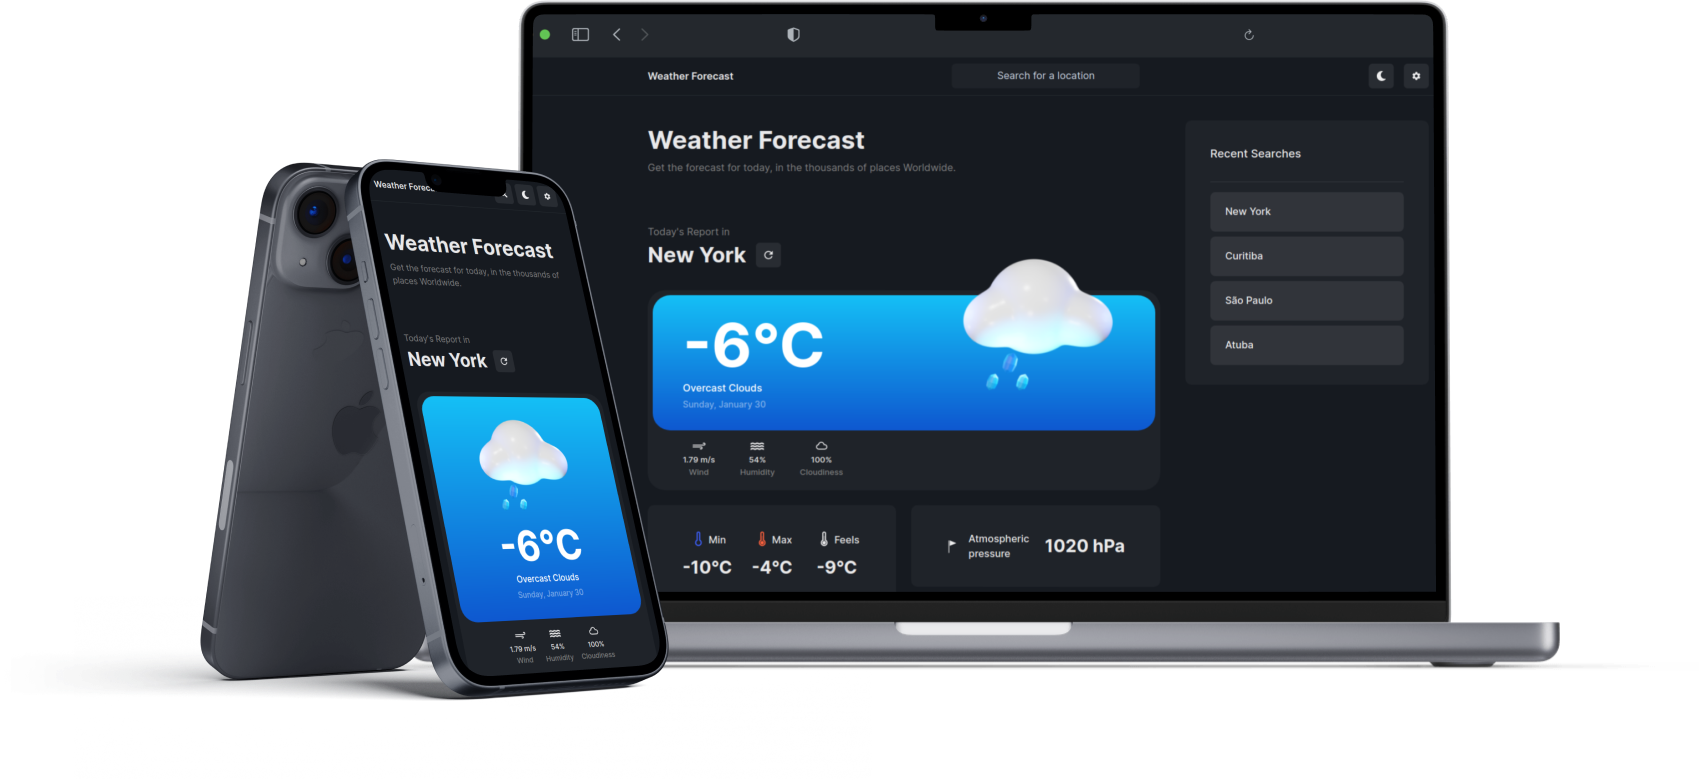 Weather Forecast
Search for a location
Weather Forecast
Get the forecast for today, in the thousands of places Worldwide.
Today's Report in
New York
-6°C
Overcast Clouds
Sunday, January 30
1.79 m/s
Wind
54%
Humidity
100%
Cloudiness
Min
-10°C
Max
-4°C
Feels
-9°C
Atmospheric
pressure
1020 hPa
Recent Searches
New York
Curitiba
São Paulo
Atuba
Weather Foreca
Weather Forecast
Get the forecast for today, in the thousands of
places Worldwide.
Today's Report in
New York
-6°C
Overcast Clouds
Sunday, January 30
1.79 m/s
Wind
54%
Humidity
100%
Cloudiness